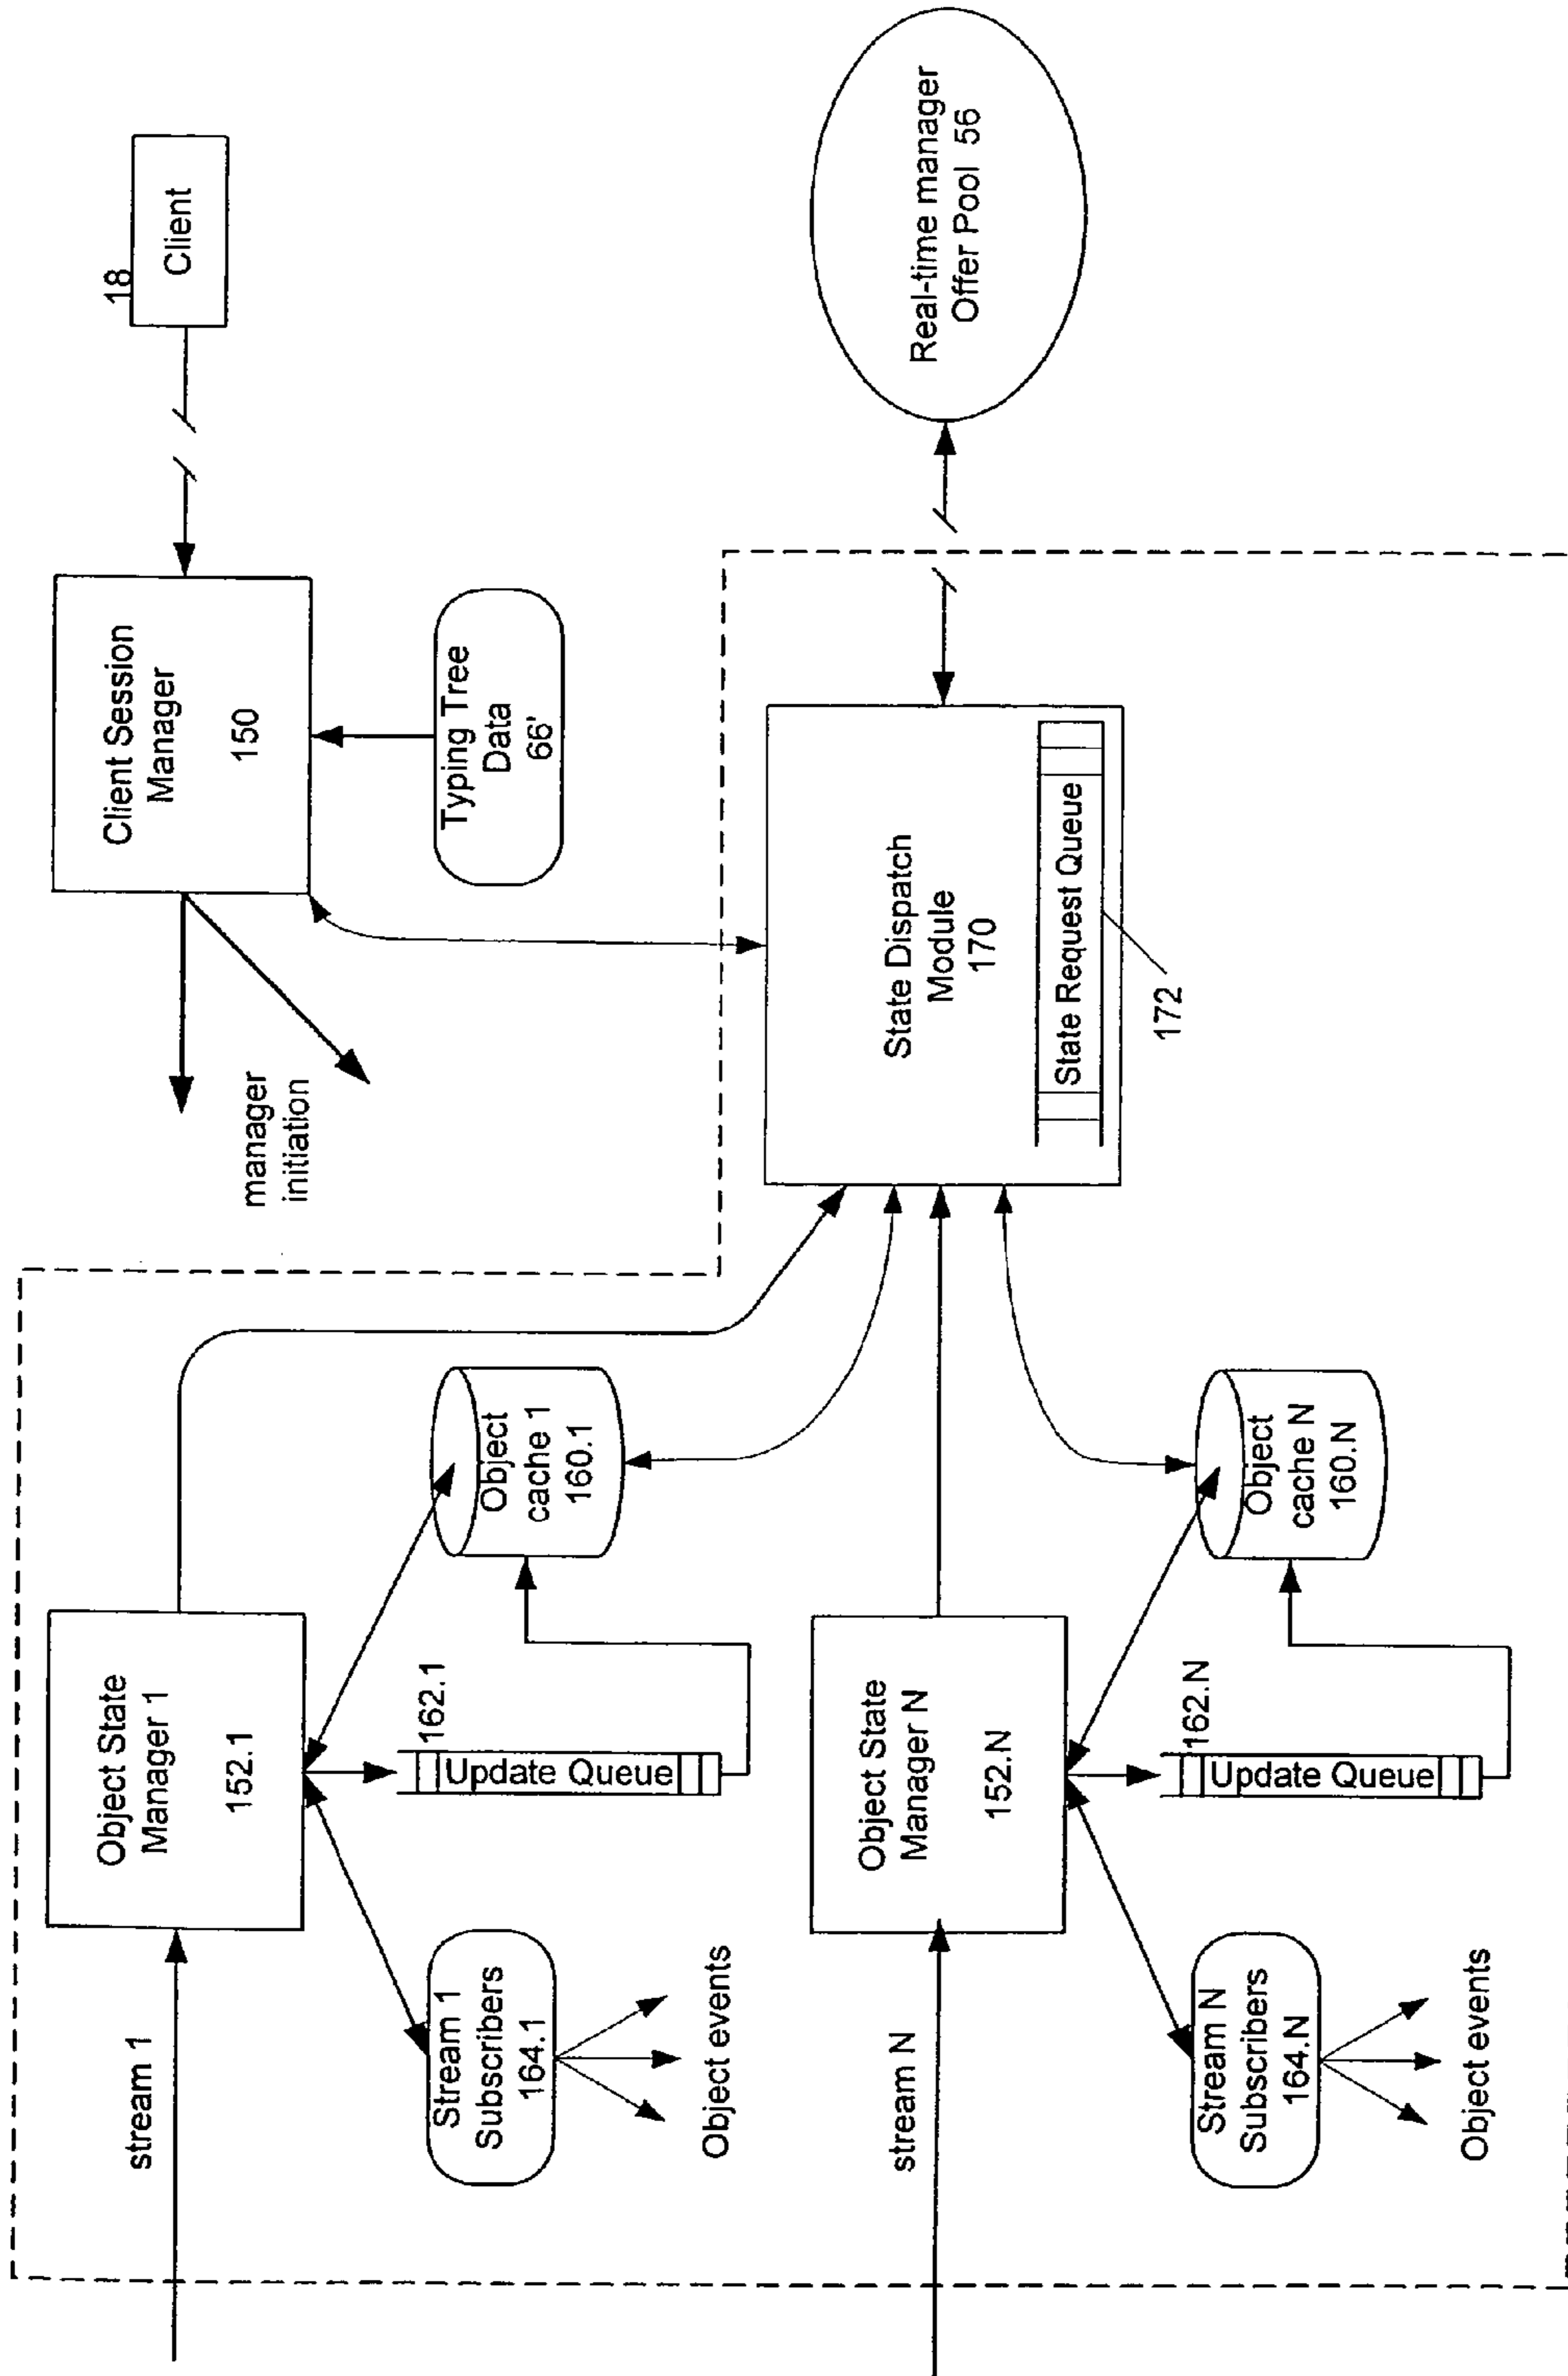 18
Client
Client Session
Manager
150
manager
initiation
Typing Tree
Data
66'
stream 1
Object State
Manager 1
152.1
162.1
Update Queue
Object
cache 1
160.1
Stream 1
Subscribers
164.1
Object events
State Dispatch
Module
170
State Request Queue
172
Real-time manager
Offer Pool 56
stream N
Object State
Manager N
152.N
162.N
Update Queue
Object
cache N
160.N
Stream N
Subscribers
164.N
Object events